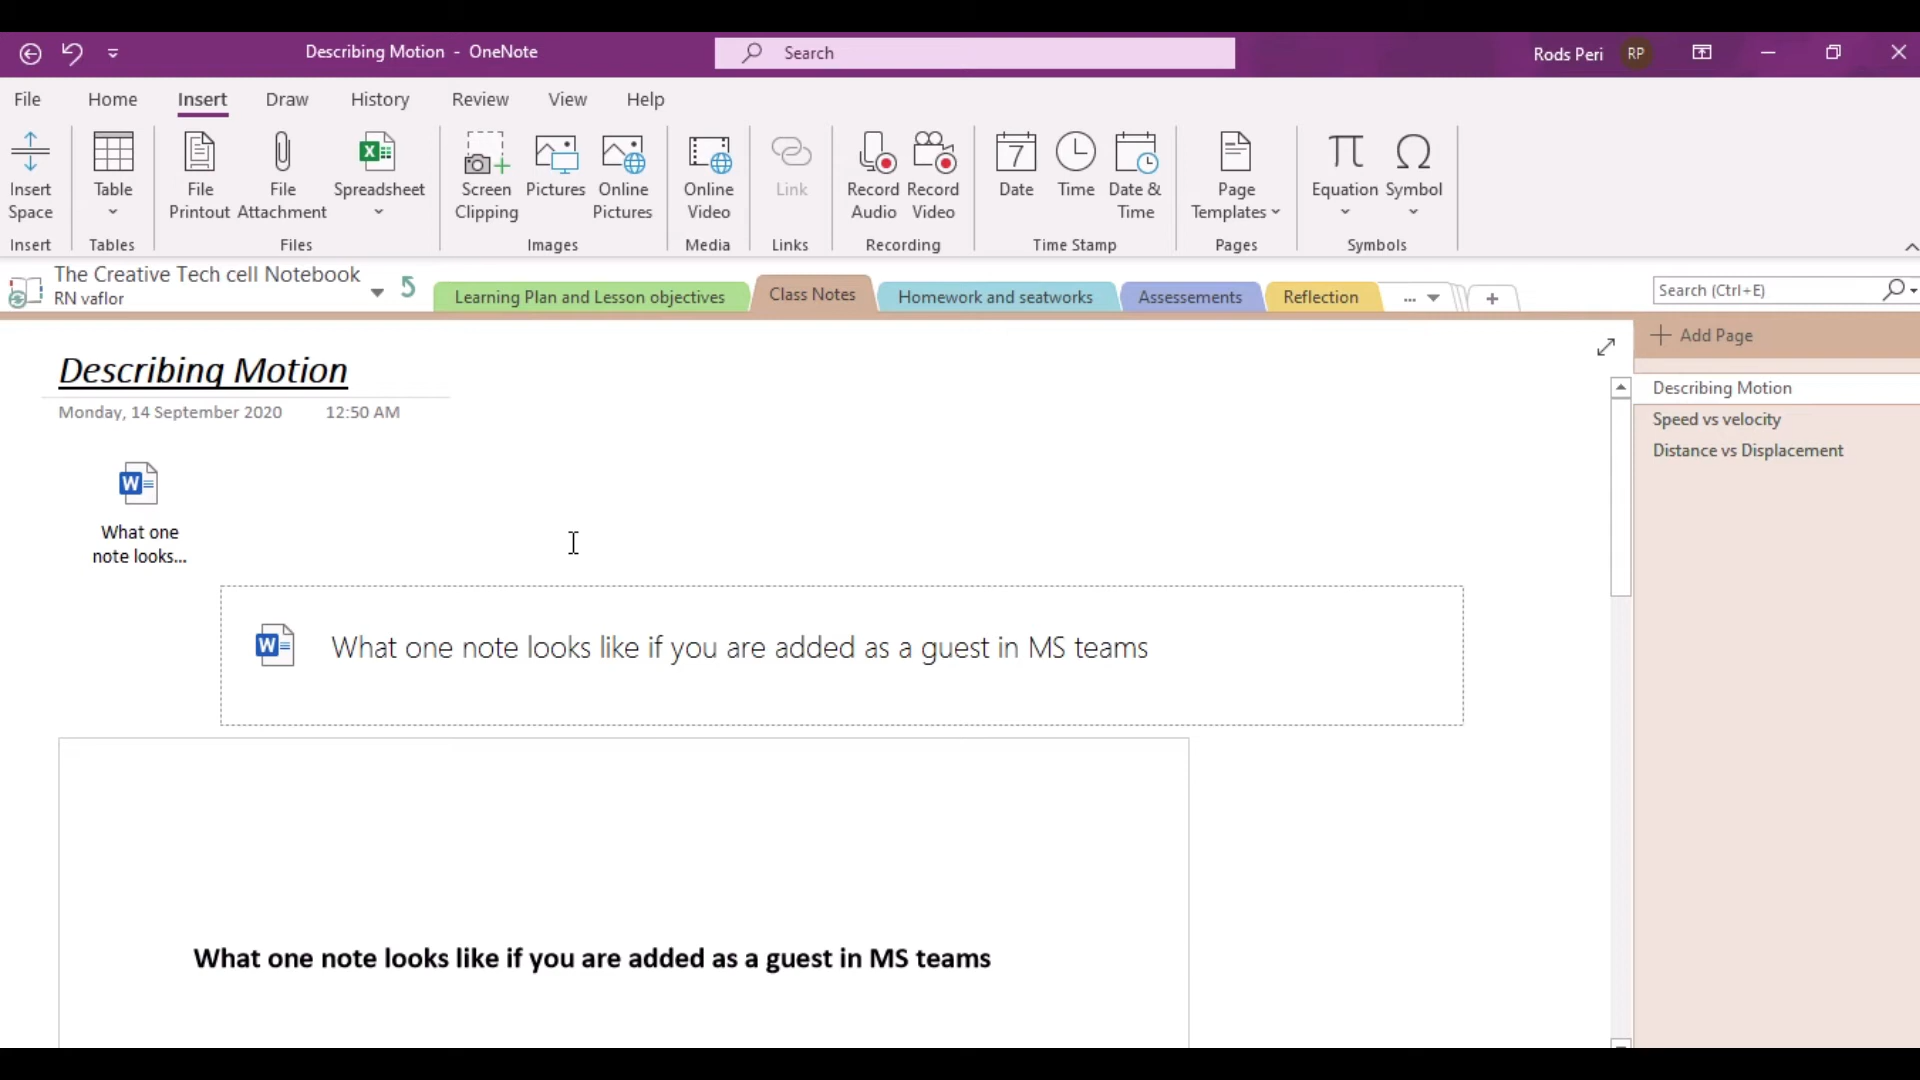 Describing Motion - OneNote
Search
Rods Peri RP
File Home Insert Draw History Review View Help
Insert Space
Table
File Printout
File Attachment
Spreadsheet
Screen Clipping
Pictures
Online Pictures
Online Video
Link
Record Audio
Record Video
7
Date
Time
Date & Time
Page Templates
Equation
Symbol
Insert Tables Files Images Media Links Recording Time Stamp Pages Symbols
The Creative Tech cell Notebook
RN vaflor
Learning Plan and Lesson objectives
Class Notes
Homework and seatworks
Assessements
Reflection
...
Search (Ctrl+E)
Add Page
Describing Motion
Speed vs velocity
Distance vs Displacement
Describing Motion
Monday, 14 September 2020 12:50 AM
W
What one
note looks...
W
What one note looks like if you are added as a guest in MS teams
What one note looks like if you are added as a guest in MS teams